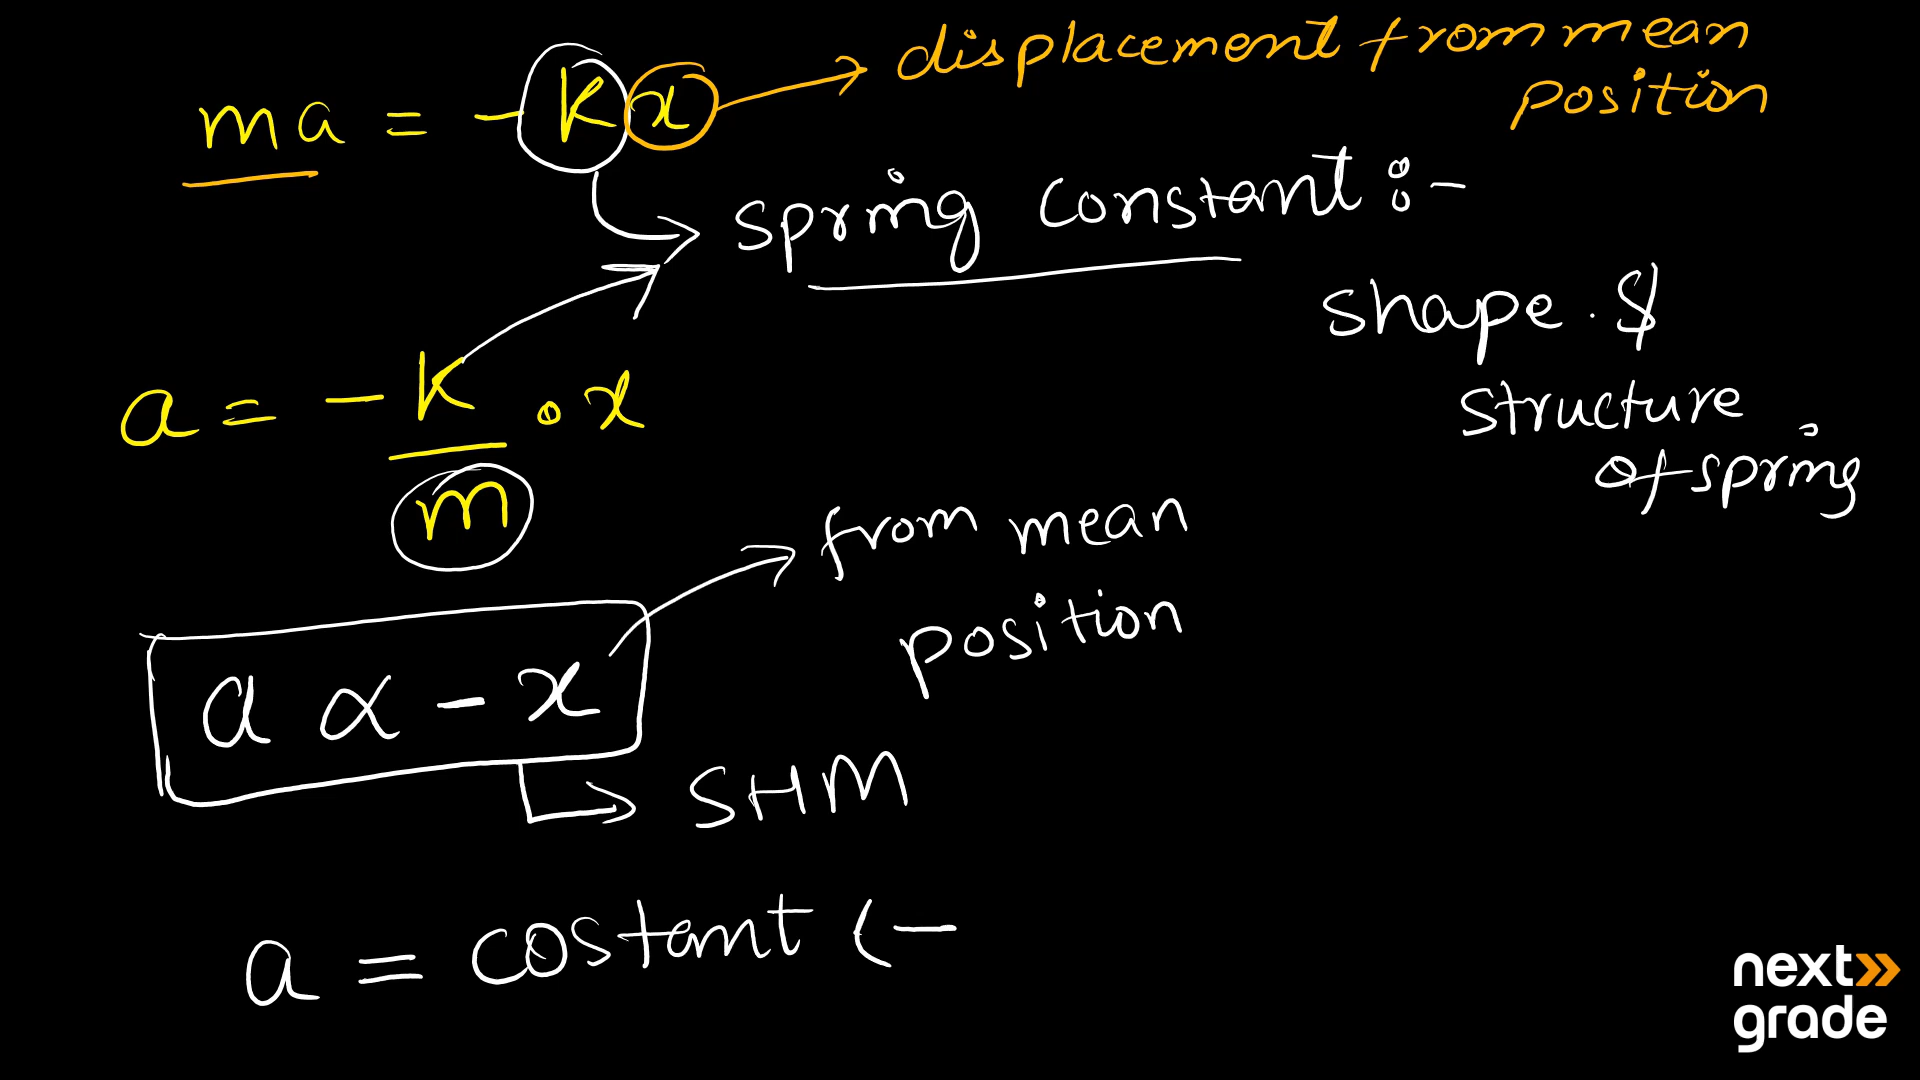 ma = -kx → displacement from mean
position
spring constant :-
shape . &
structure
of spring
a = -K/m . x
from mean
position
a α - x
SHM
a = costant (-
next
grade